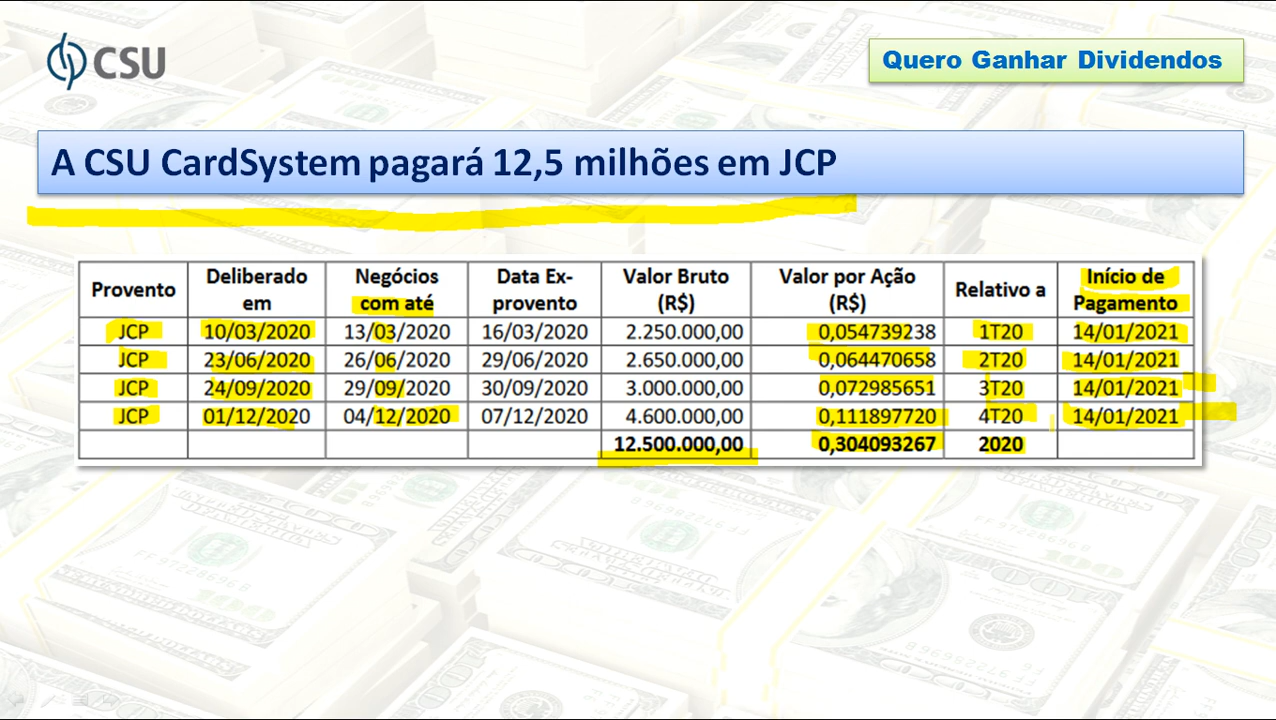 CSU
Quero Ganhar Dividendos
A CSU CardSystem pagará 12,5 milhões em JCP
Provento Deliberado em Negócios com até Data Ex-provento Valor Bruto (R$) Valor por Ação (R$) Relativo a Início de Pagamento
JCP 10/03/2020 13/03/2020 16/03/2020 2.250.000,00 0,054739238 1T20 14/01/2021
JCP 23/06/2020 26/06/2020 29/06/2020 2.650.000,00 0,064470658 2T20 14/01/2021
JCP 24/09/2020 29/09/2020 30/09/2020 3.000.000,00 0,072985651 3T20 14/01/2021
JCP 01/12/2020 04/12/2020 07/12/2020 4.600.000,00 0,111897720 4T20 14/01/2021
12.500.000,00 0,304093267 2020